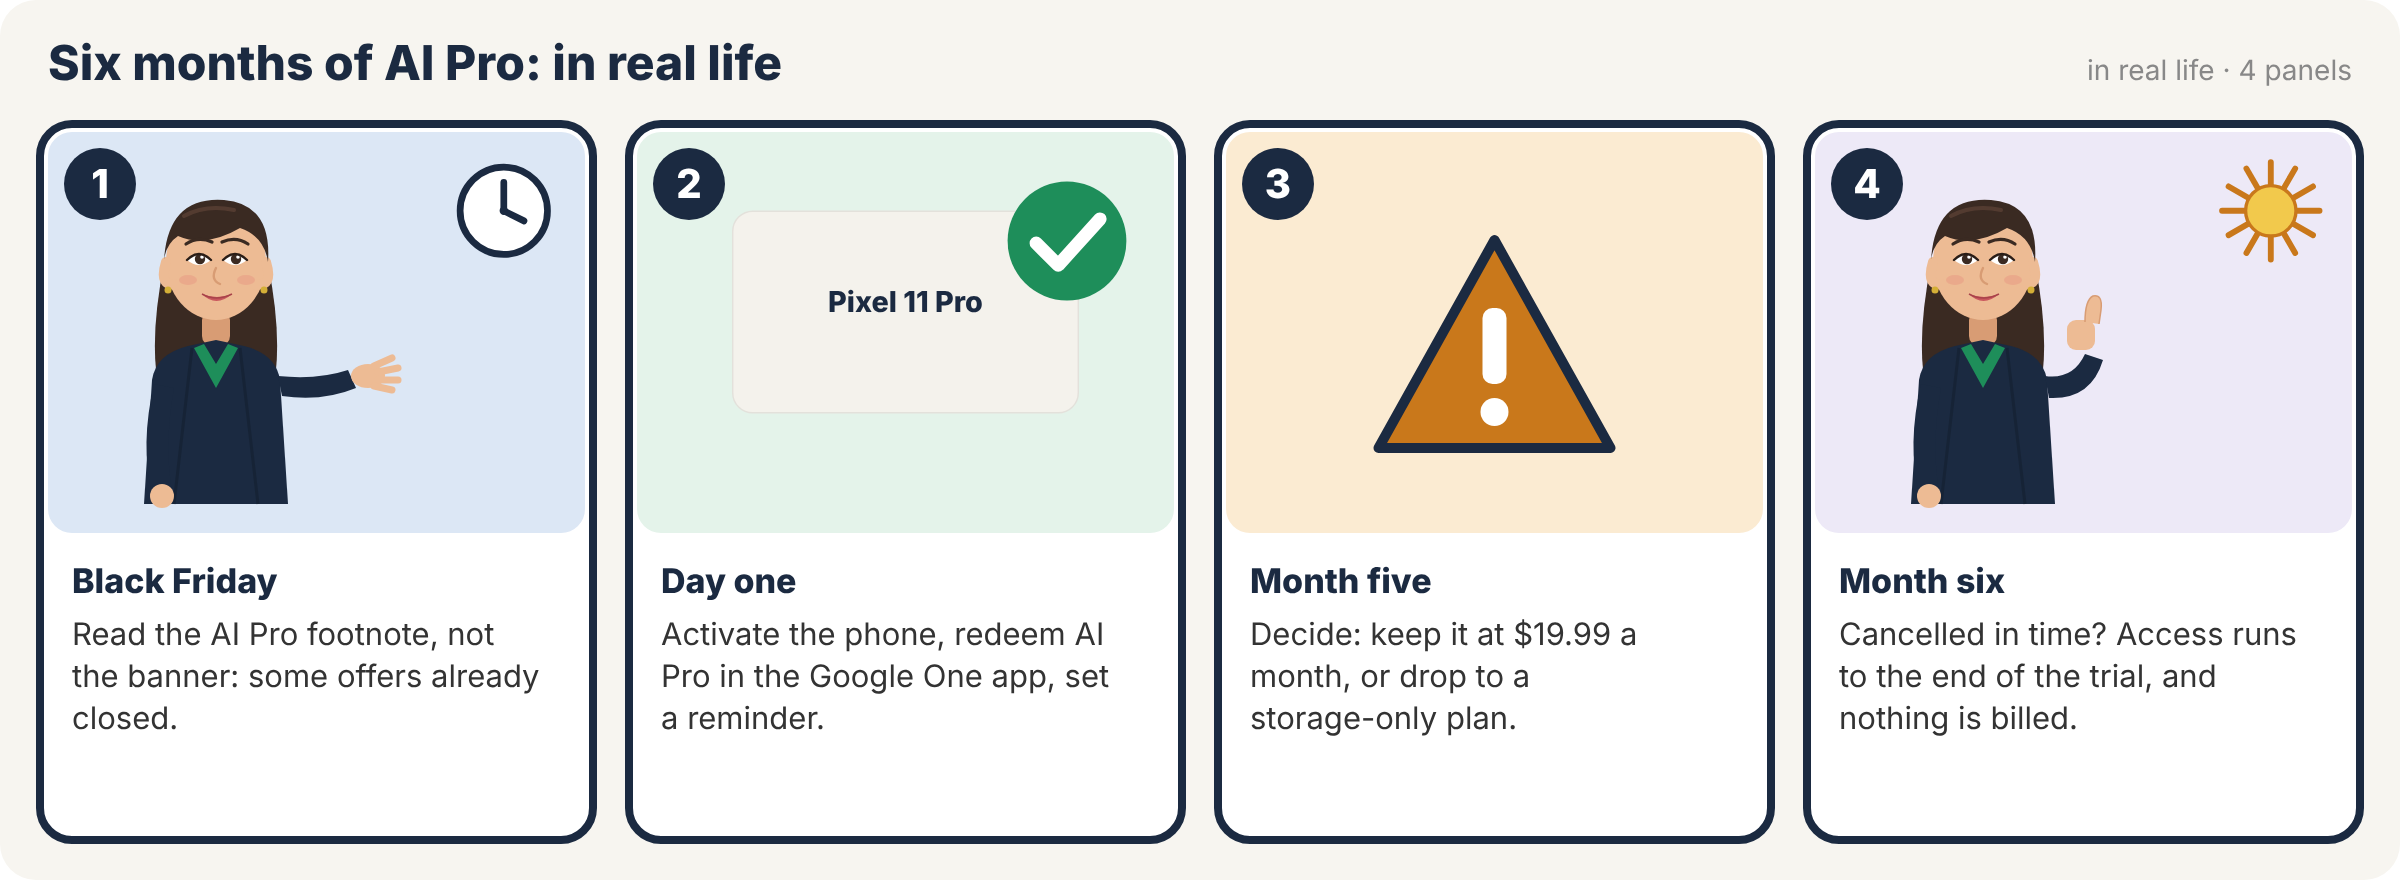 Six months of AI Pro: in real life
in real life · 4 panels
1
Black Friday
Read the AI Pro footnote, not
the banner: some offers already
closed.
2
Pixel 11 Pro
Day one
Activate the phone, redeem AI
Pro in the Google One app, set
a reminder.
3
Month five
Decide: keep it at $19.99 a
month, or drop to a
storage-only plan.
4
Month six
Cancelled in time? Access runs
to the end of the trial, and
nothing is billed.